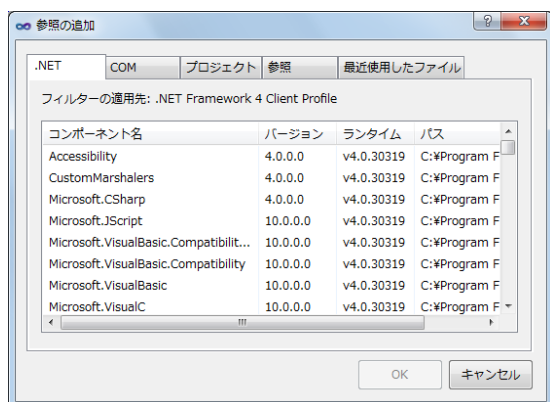 参照の追加
.NET COM プロジェクト 参照 最近使用したファイル
フィルターの適用先: .NET Framework 4 Client Profile
コンポーネント名 バージョン ランタイム パス
Accessibility 4.0.0.0 v4.0.30319 C:¥Program F
CustomMarshalers 4.0.0.0 v4.0.30319 C:¥Program F
Microsoft.CSharp 4.0.0.0 v4.0.30319 C:¥Program F
Microsoft.JScript 10.0.0.0 v4.0.30319 C:¥Program F
Microsoft.VisualBasic.Compatibilit... 10.0.0.0 v4.0.30319 C:¥Program F
Microsoft.VisualBasic.Compatibility 10.0.0.0 v4.0.30319 C:¥Program F
Microsoft.VisualBasic 10.0.0.0 v4.0.30319 C:¥Program F
Microsoft.VisualC 10.0.0.0 v4.0.30319 C:¥Program F
OK キャンセル